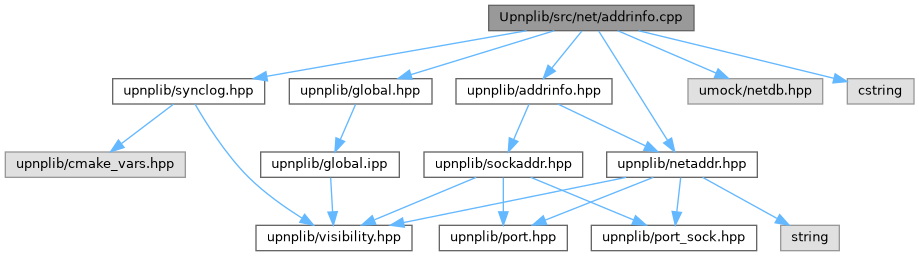 Upnplib/src/net/addrinfo.cpp
upnplib/synclog.hpp
upnplib/global.hpp
upnplib/addrinfo.hpp
umock/netdb.hpp
cstring
upnplib/cmake_vars.hpp
upnplib/global.ipp
upnplib/sockaddr.hpp
upnplib/netaddr.hpp
upnplib/visibility.hpp
upnplib/port.hpp
upnplib/port_sock.hpp
string